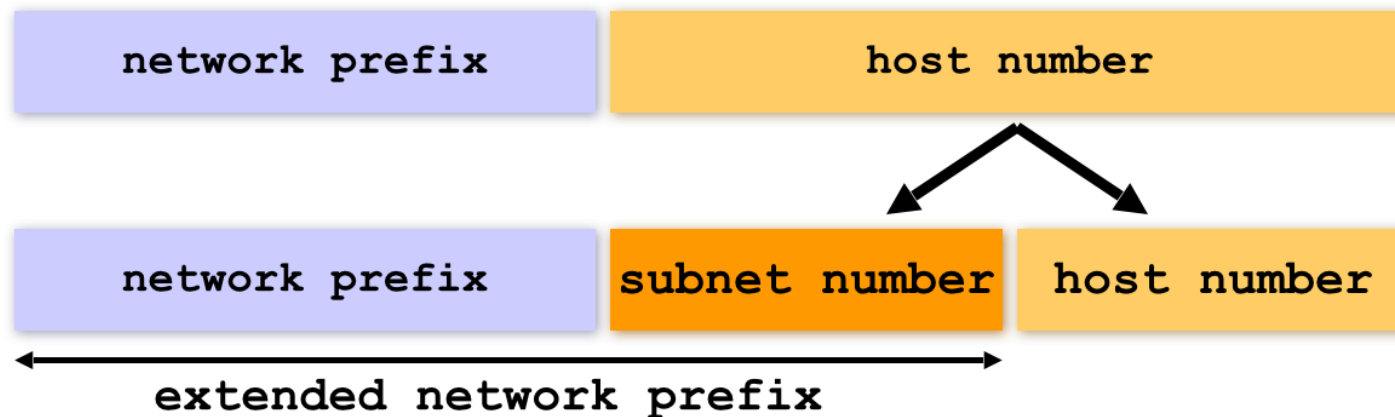 network prefix host number
network prefix subnet number host number
extended network prefix